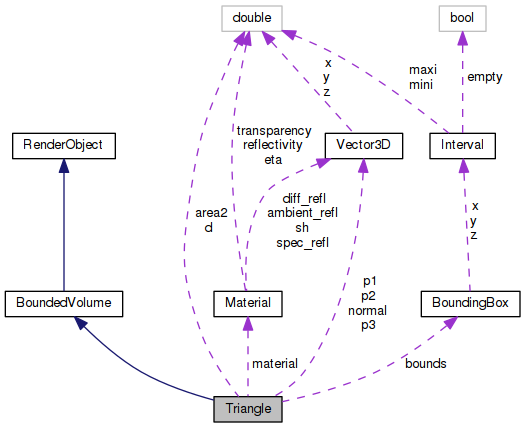 double
bool
x
y
z
maxi
mini
empty
RenderObject
transparency
reflectivity
eta
Vector3D
Interval
diff_refl
ambient_refl
sh
spec_refl
area2
d
x
y
z
BoundedVolume
Material
p1
p2
normal
p3
BoundingBox
material
bounds
Triangle